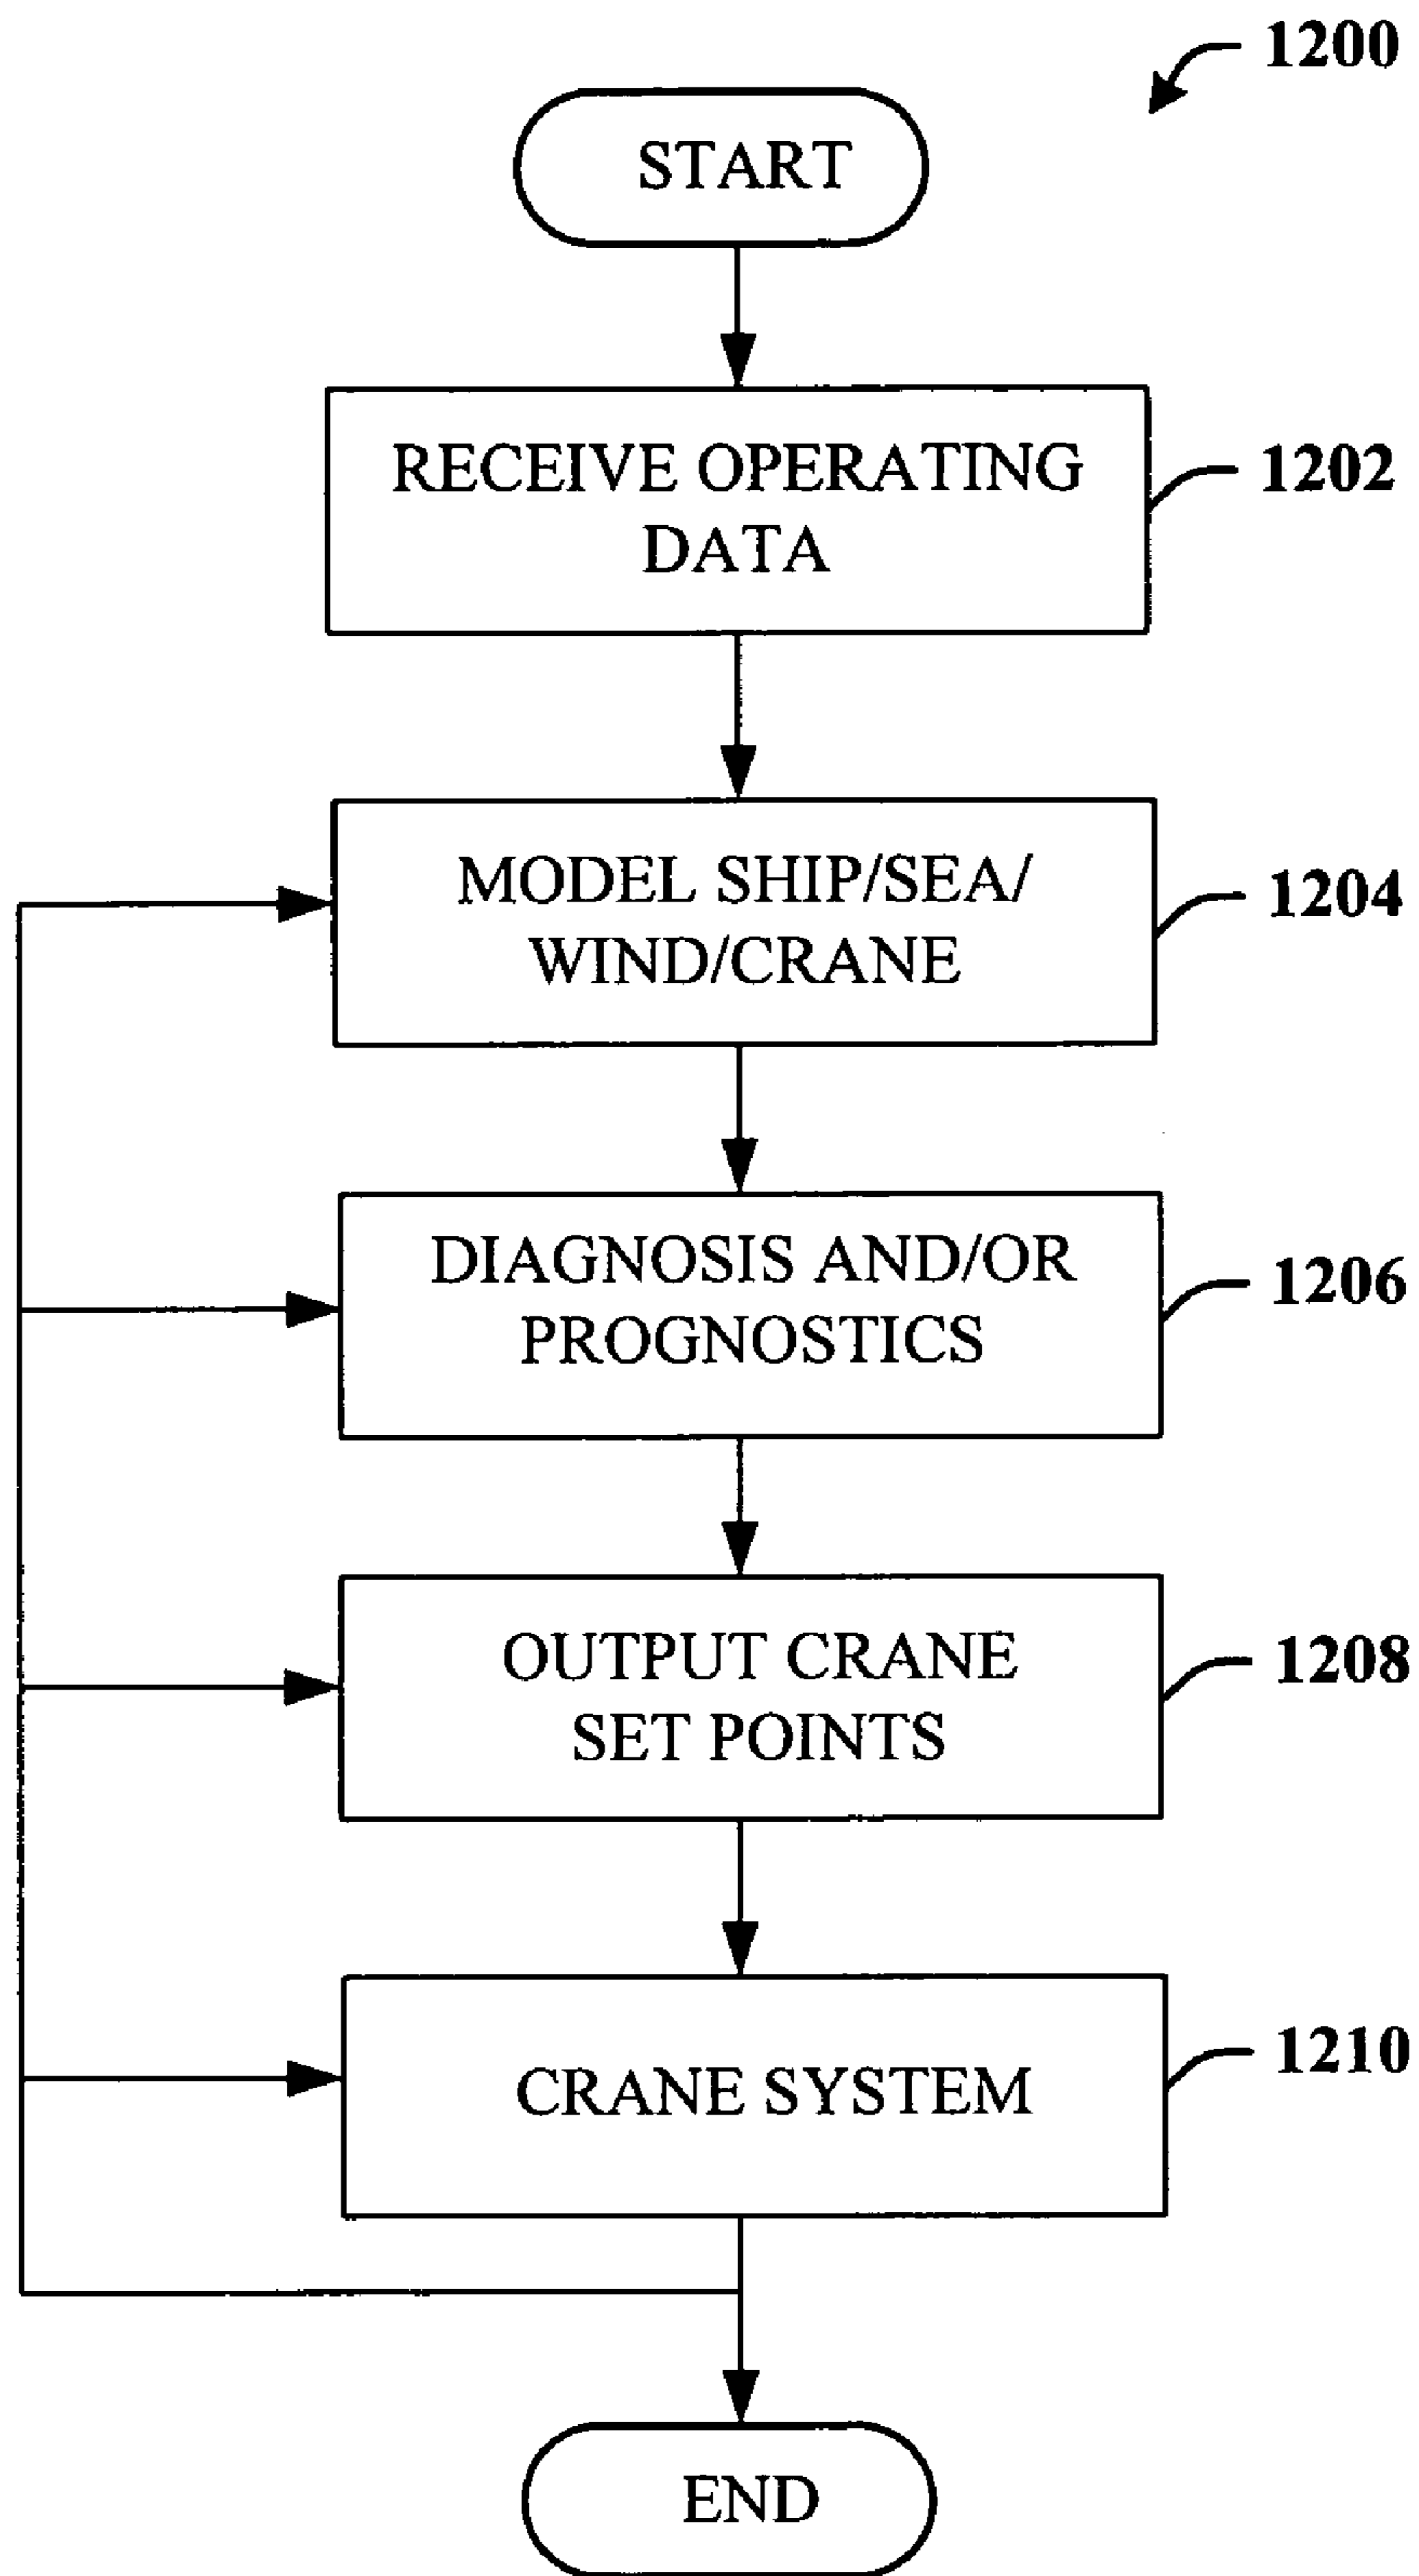 1200
START
RECEIVE OPERATING
DATA
1202
MODEL SHIP/SEA/
WIND/CRANE
1204
DIAGNOSIS AND/OR
PROGNOSTICS
1206
OUTPUT CRANE
SET POINTS
1208
CRANE SYSTEM
1210
END